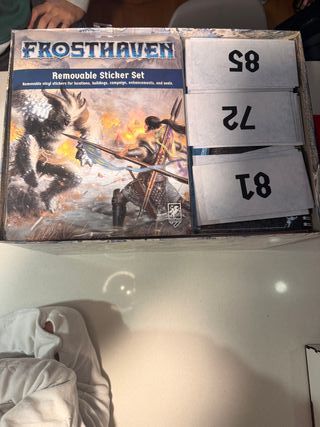 FROSTHAVEN
Removable Sticker Set
Removable vinyl stickers for locations, buildings, campaign, enhancements, and seals.
85
72
81